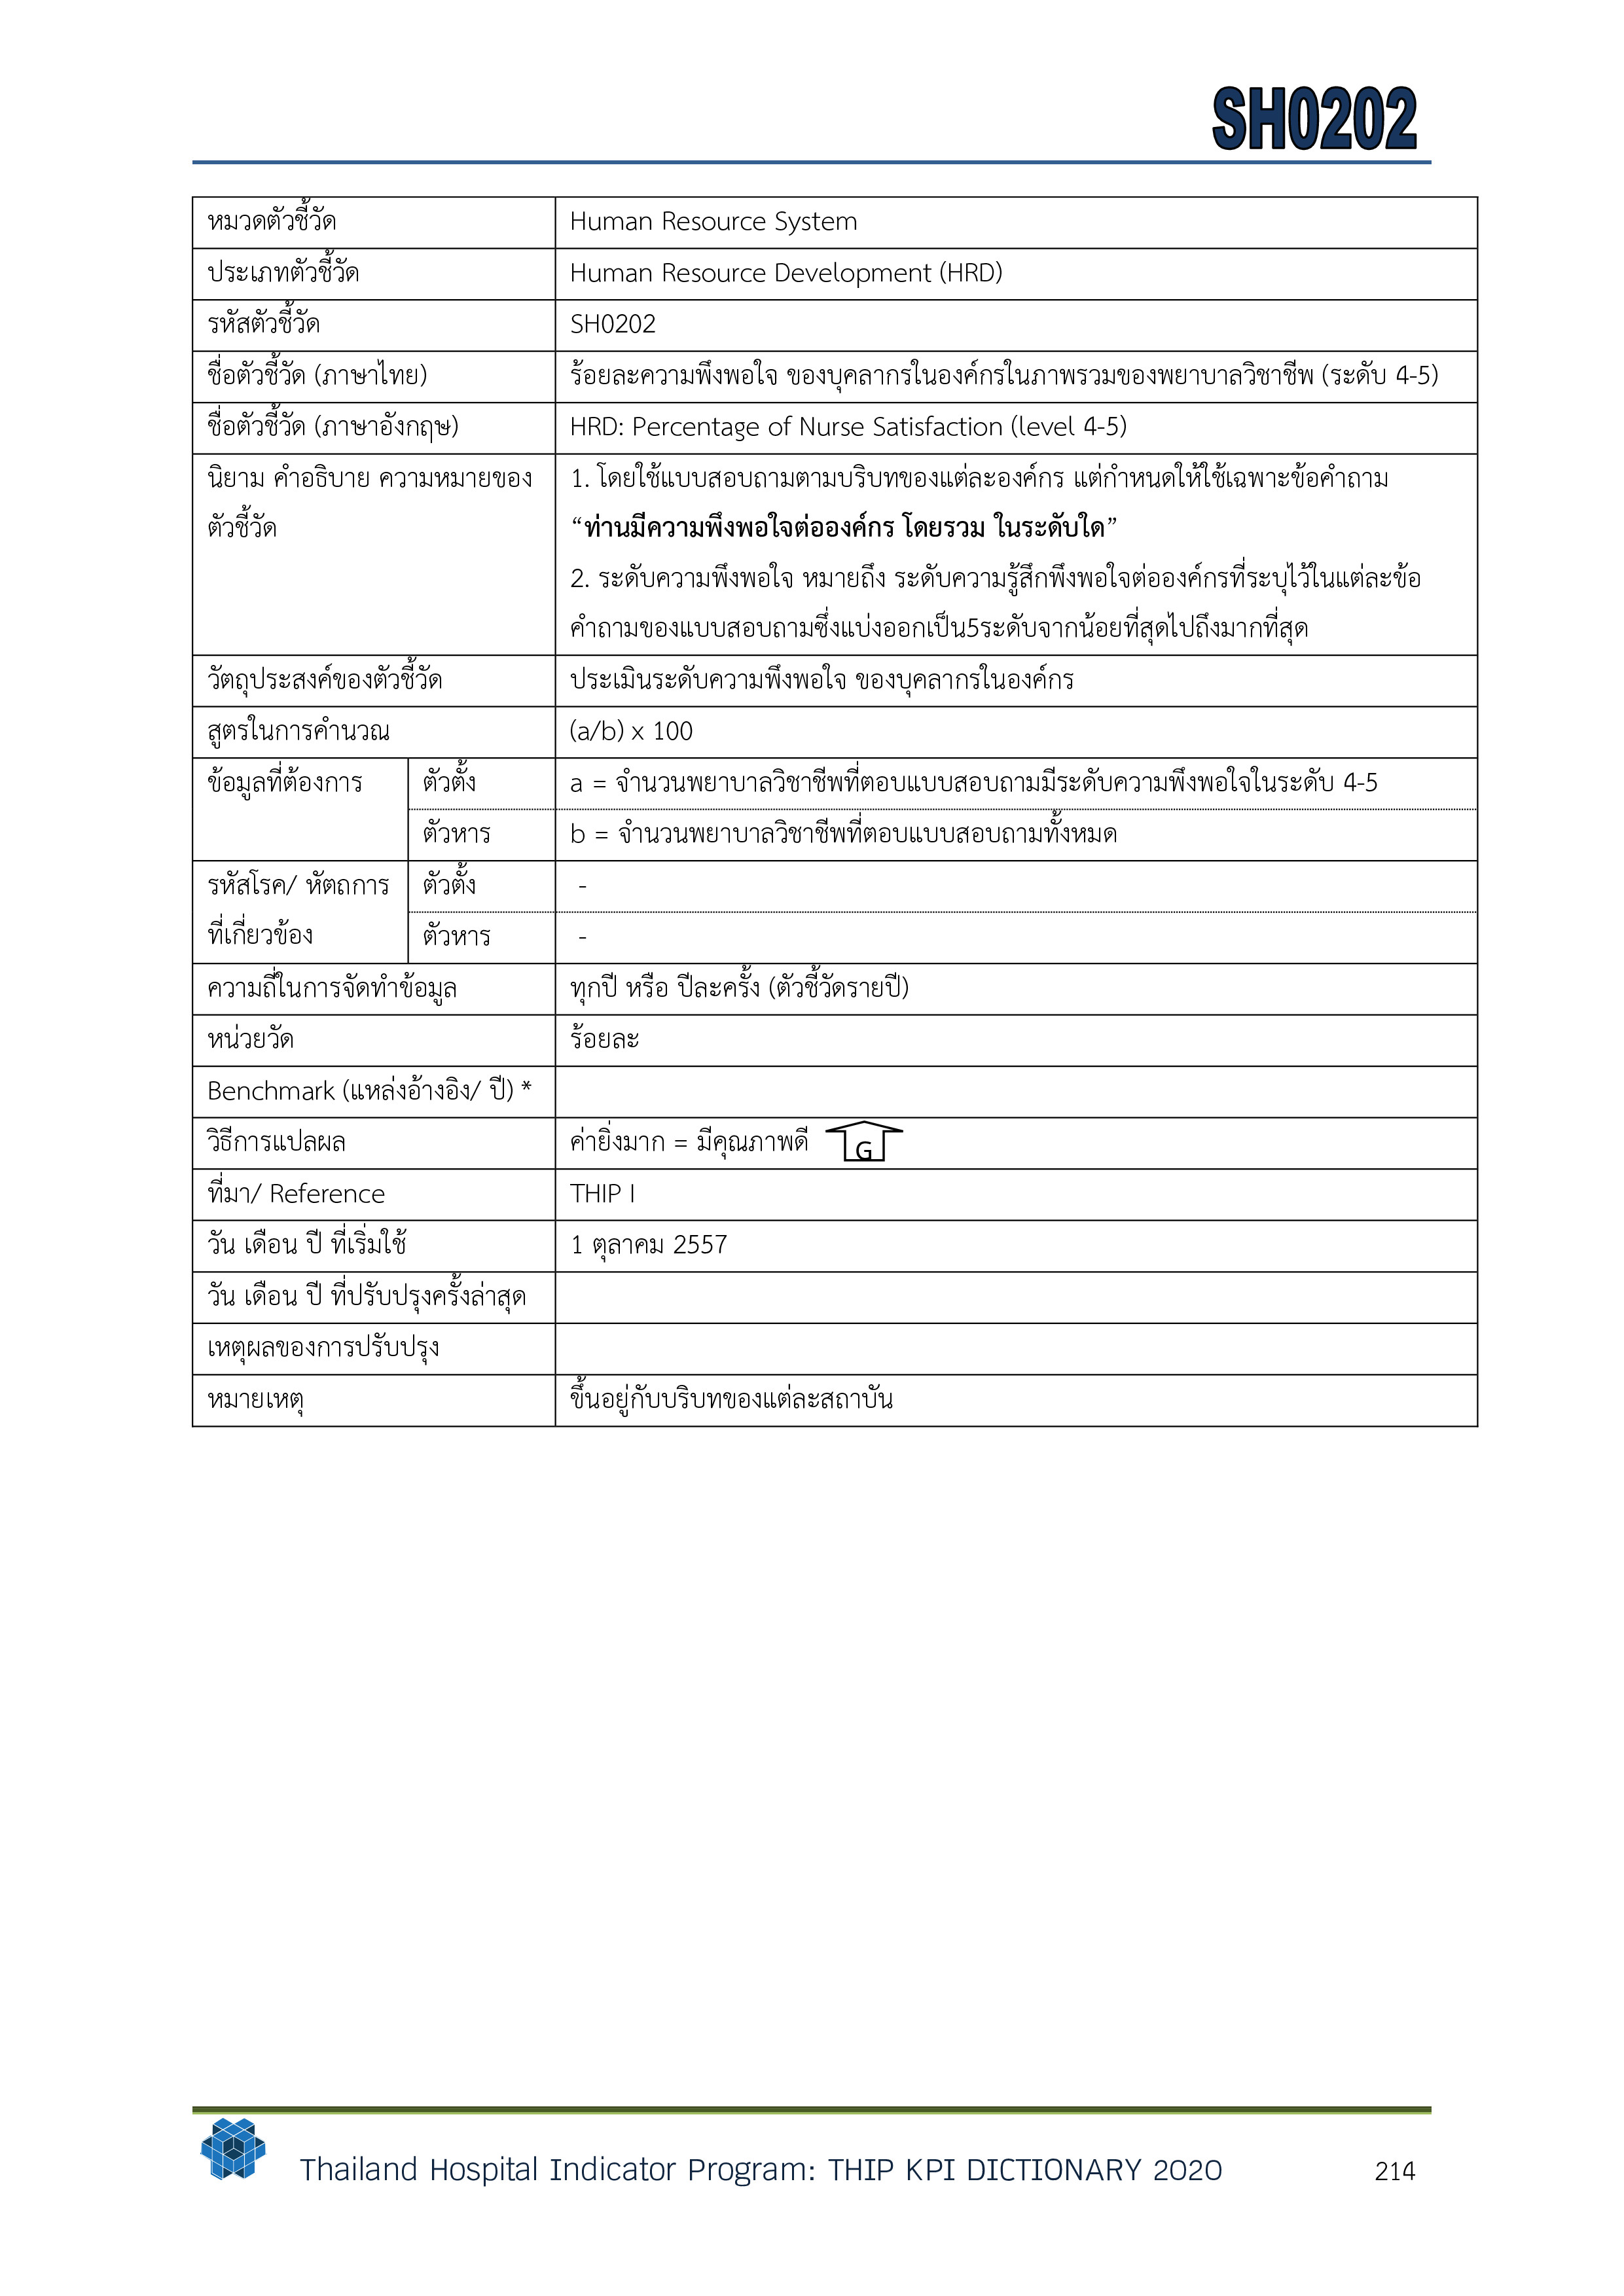 SH0202
หมวดตัวชี้วัด Human Resource System
ประเภทตัวชี้วัด Human Resource Development (HRD)
รหัสตัวชี้วัด SH0202
ชื่อตัวชี้วัด (ภาษาไทย) ร้อยละความพึงพอใจ ของบุคลากรในองค์กรในภาพรวมของพยาบาลวิชาชีพ (ระดับ 4-5)
ชื่อตัวชี้วัด (ภาษาอังกฤษ) HRD: Percentage of Nurse Satisfaction (level 4-5)
นิยาม คำอธิบาย ความหมายของ 1. โดยใช้แบบสอบถามตามบริบทของแต่ละองค์กร แต่กำหนดให้ใช้เฉพาะข้อคำถาม
ตัวชี้วัด “ท่านมีความพึงพอใจต่อองค์กร โดยรวม ในระดับใด”
2. ระดับความพึงพอใจ หมายถึง ระดับความรู้สึกพึงพอใจต่อองค์กรที่ระบุไว้ในแต่ละข้อ
คำถามของแบบสอบถามซึ่งแบ่งออกเป็น5ระดับจากน้อยที่สุดไปถึงมากที่สุด
วัตถุประสงค์ของตัวชี้วัด ประเมินระดับความพึงพอใจ ของบุคลากรในองค์กร
สูตรในการคำนวณ (a/b) x 100
ข้อมูลที่ต้องการ ตัวตั้ง a = จำนวนพยาบาลวิชาชีพที่ตอบแบบสอบถามมีระดับความพึงพอใจในระดับ 4-5
ตัวหาร b = จำนวนพยาบาลวิชาชีพที่ตอบแบบสอบถามทั้งหมด
รหัสโรค/ หัตถการ ตัวตั้ง -
ที่เกี่ยวข้อง ตัวหาร -
ความถี่ในการจัดทำข้อมูล ทุกปี หรือ ปีละครั้ง (ตัวชี้วัดรายปี)
หน่วยวัด ร้อยละ
Benchmark (แหล่งอ้างอิง/ ปี) *
วิธีการแปลผล ค่ายิ่งมาก = มีคุณภาพดี G
ที่มา/ Reference THIP I
วัน เดือน ปี ที่เริ่มใช้ 1 ตุลาคม 2557
วัน เดือน ปี ที่ปรับปรุงครั้งล่าสุด
เหตุผลของการปรับปรุง
หมายเหตุ ขึ้นอยู่กับบริบทของแต่ละสถาบัน
Thailand Hospital Indicator Program: THIP KPI DICTIONARY 2020 214